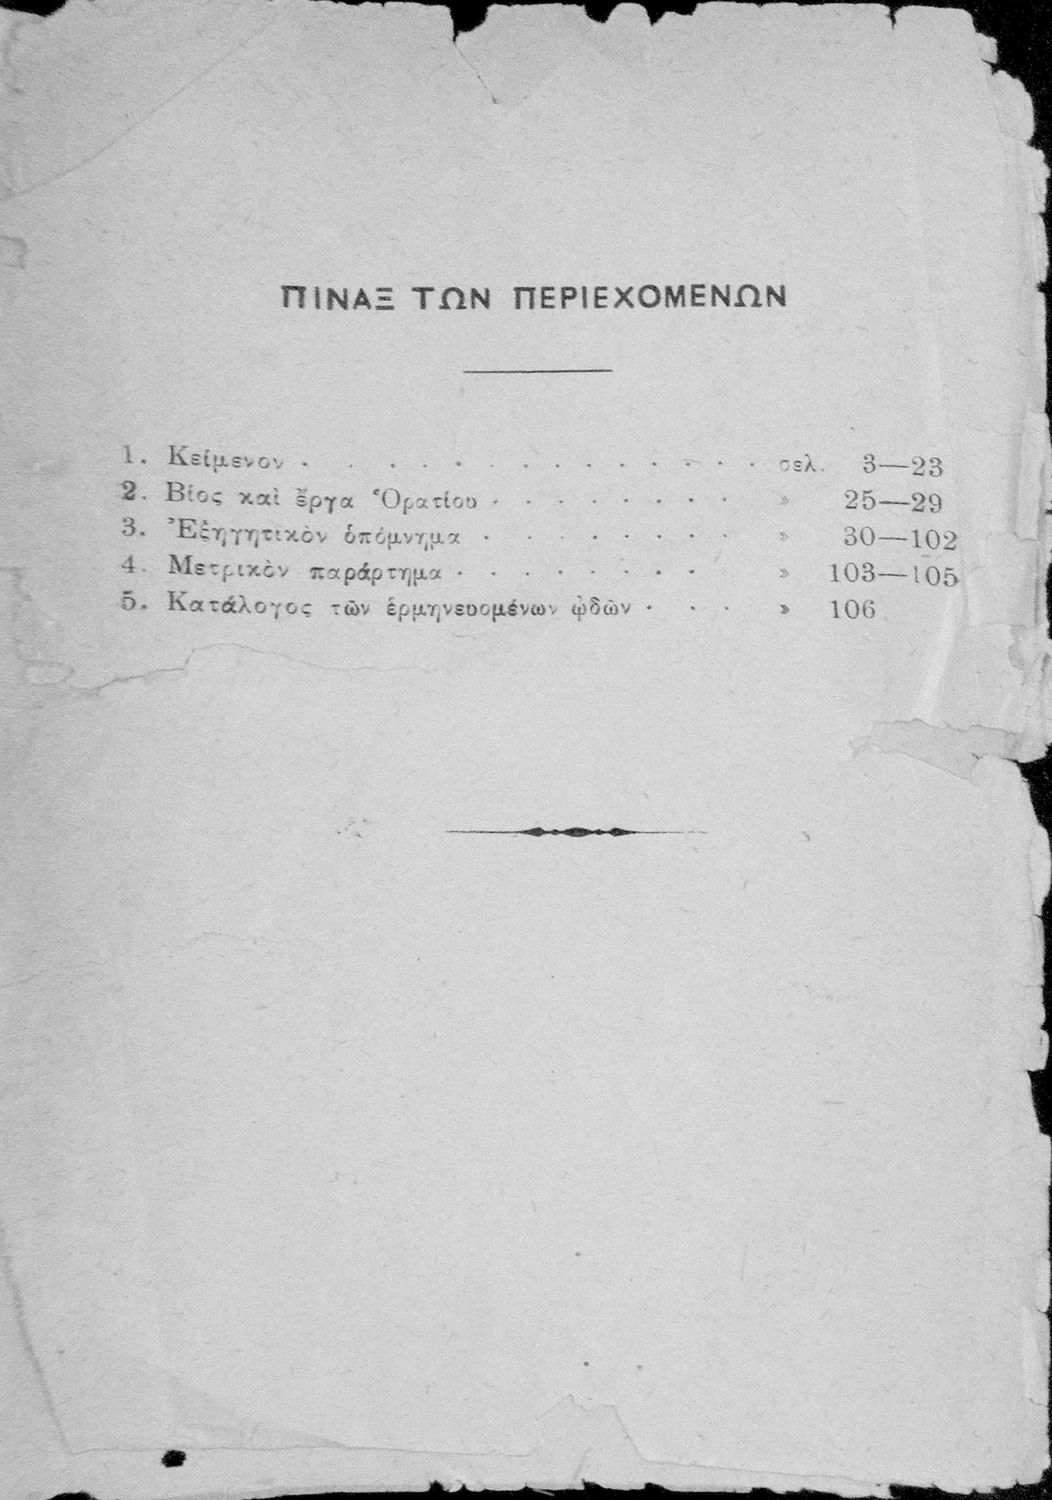 ΠΙΝΑΞ ΤΩΝ ΠΕΡΙΕΧΟΜΕΝΩΝ
1. Κείμενον . . . . . . . . . . . . . σελ. 3—23
2. Βίος καὶ ἔργα Ὁρατίου . . . . . . . . » 25—29
3. Ἐξηγητικὸν ὑπόμνημα . . . . . . . . » 30—102
4. Μετρικὸν παράρτημα . . . . . . . . » 103—105
5. Κατάλογος τῶν ἑρμηνευομένων ᾠδῶν . . . » 106